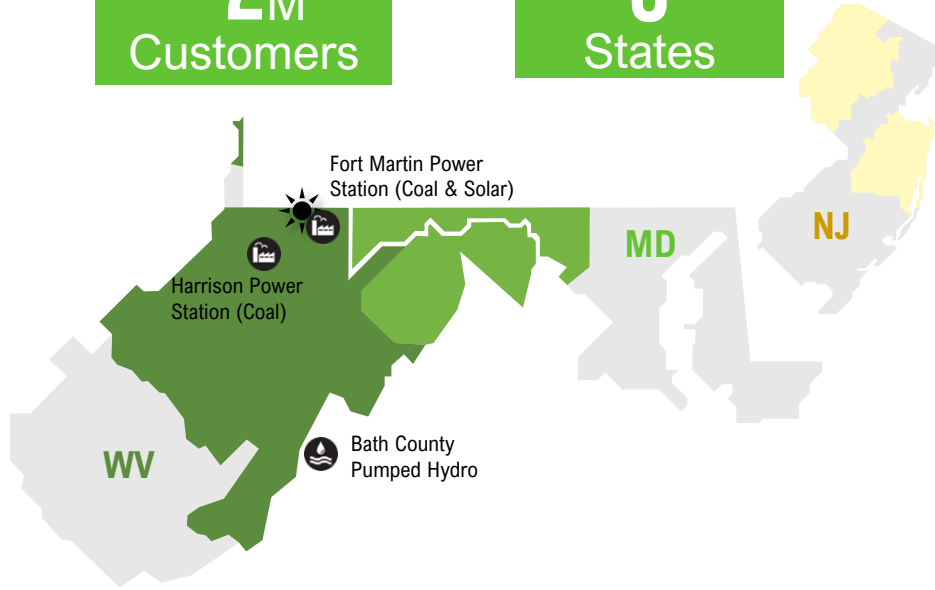 2M
Customers
States
Fort Martin Power
Station (Coal & Solar)
NJ
MD
Harrison Power
Station (Coal)
Bath County
Pumped Hydro
WV